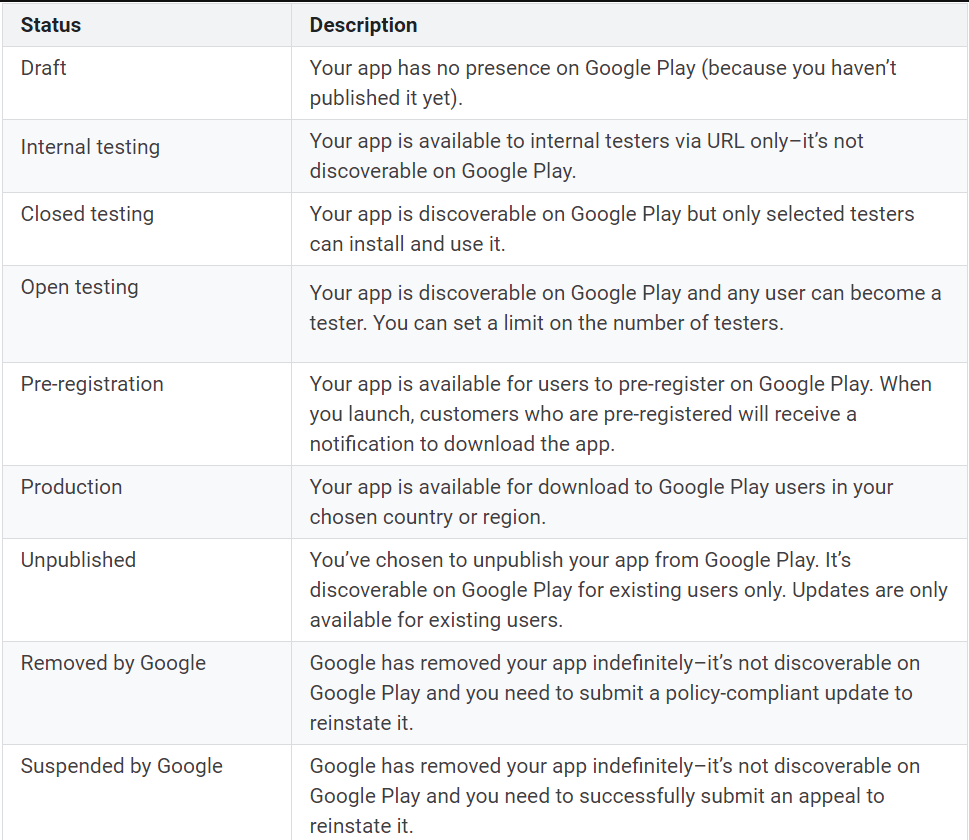 Status
Description
Draft
Your app has no presence on Google Play (because you haven’t
published it yet).
Internal testing
Your app is available to internal testers via URL only–it’s not
discoverable on Google Play.
Closed testing
Your app is discoverable on Google Play but only selected testers
can install and use it.
Open testing
Your app is discoverable on Google Play and any user can become a
tester. You can set a limit on the number of testers.
Pre-registration
Your app is available for users to pre-register on Google Play. When
you launch, customers who are pre-registered will receive a
notification to download the app.
Production
Your app is available for download to Google Play users in your
chosen country or region.
Unpublished
You’ve chosen to unpublish your app from Google Play. It’s
discoverable on Google Play for existing users only. Updates are only
available for existing users.
Removed by Google
Google has removed your app indefinitely–it’s not discoverable on
Google Play and you need to submit a policy-compliant update to
reinstate it.
Suspended by Google
Google has removed your app indefinitely–it’s not discoverable on
Google Play and you need to successfully submit an appeal to
reinstate it.